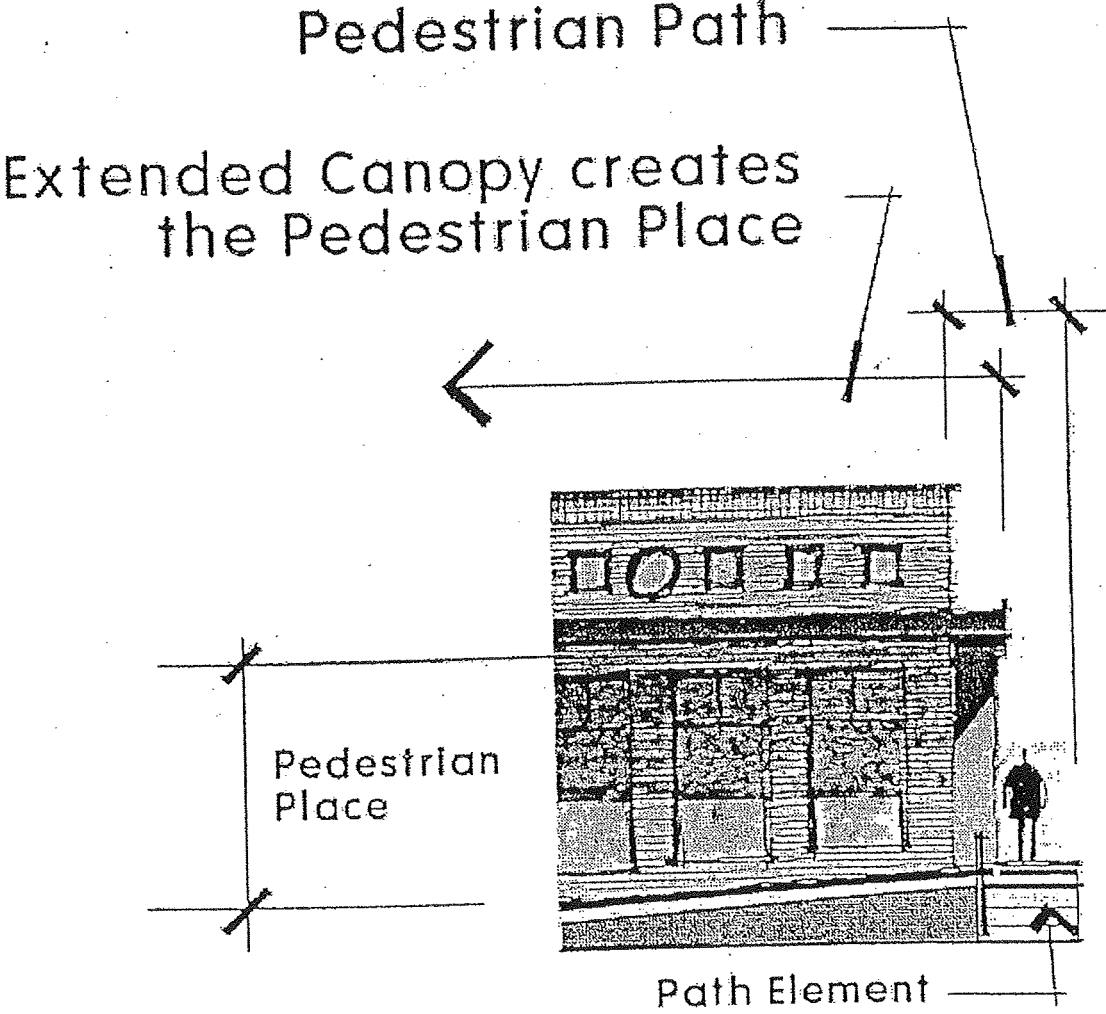 Pedestrian Path
Extended Canopy creates
the Pedestrian Place
Pedestrian
Place
Path Element